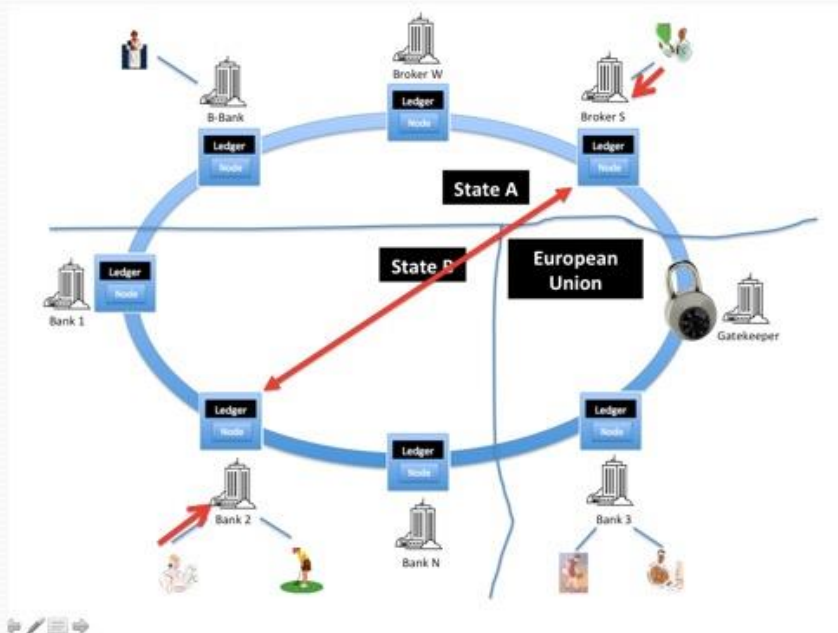 Broker W
Ledger
Node
B-Bank
Ledger
Node
Broker S
Ledger
Node
State A
State B
European
Union
Bank 1
Ledger
Node
Gatekeeper
Ledger
Node
Bank 2
Ledger
Node
Bank N
Ledger
Node
Bank 3